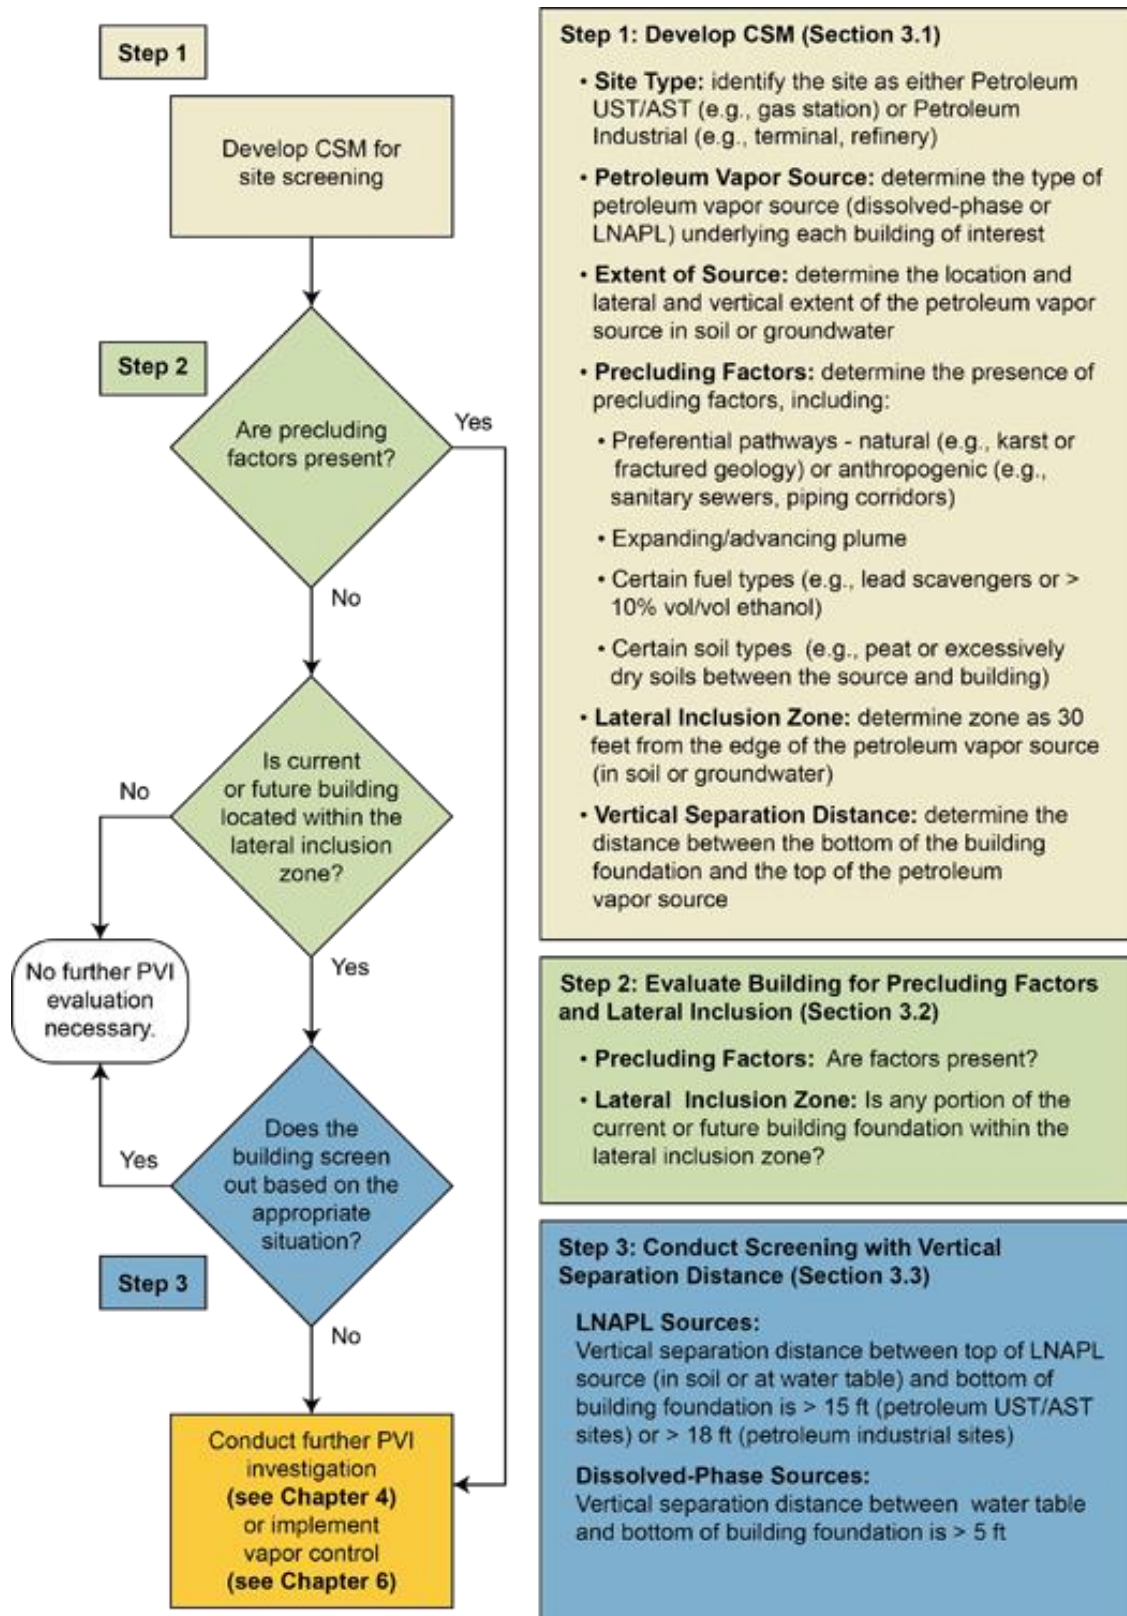 Step 1
Develop CSM for
site screening
Step 2
Are precluding
factors present?
Yes
No
Is current
or future building
located within the
lateral inclusion
zone?
No
Yes
No further PVI
evaluation
necessary.
Does the
building screen
out based on the
appropriate
situation?
Yes
Step 3
No
Conduct further PVI
investigation
(see Chapter 4)
or implement
vapor control
(see Chapter 6)
Step 1: Develop CSM (Section 3.1)
• Site Type: identify the site as either Petroleum
UST/AST (e.g., gas station) or Petroleum
Industrial (e.g., terminal, refinery)
• Petroleum Vapor Source: determine the type of
petroleum vapor source (dissolved-phase or
LNAPL) underlying each building of interest
• Extent of Source: determine the location and
lateral and vertical extent of the petroleum vapor
source in soil or groundwater
• Precluding Factors: determine the presence of
precluding factors, including:
• Preferential pathways - natural (e.g., karst or
fractured geology) or anthropogenic (e.g.,
sanitary sewers, piping corridors)
• Expanding/advancing plume
• Certain fuel types (e.g., lead scavengers or >
10% vol/vol ethanol)
• Certain soil types (e.g., peat or excessively
dry soils between the source and building)
• Lateral Inclusion Zone: determine zone as 30
feet from the edge of the petroleum vapor source
(in soil or groundwater)
• Vertical Separation Distance: determine the
distance between the bottom of the building
foundation and the top of the petroleum
vapor source
Step 2: Evaluate Building for Precluding Factors
and Lateral Inclusion (Section 3.2)
• Precluding Factors: Are factors present?
• Lateral Inclusion Zone: Is any portion of the
current or future building foundation within the
lateral inclusion zone?
Step 3: Conduct Screening with Vertical
Separation Distance (Section 3.3)
LNAPL Sources:
Vertical separation distance between top of LNAPL
source (in soil or at water table) and bottom of
building foundation is > 15 ft (petroleum UST/AST
sites) or > 18 ft (petroleum industrial sites)
Dissolved-Phase Sources:
Vertical separation distance between water table
and bottom of building foundation is > 5 ft